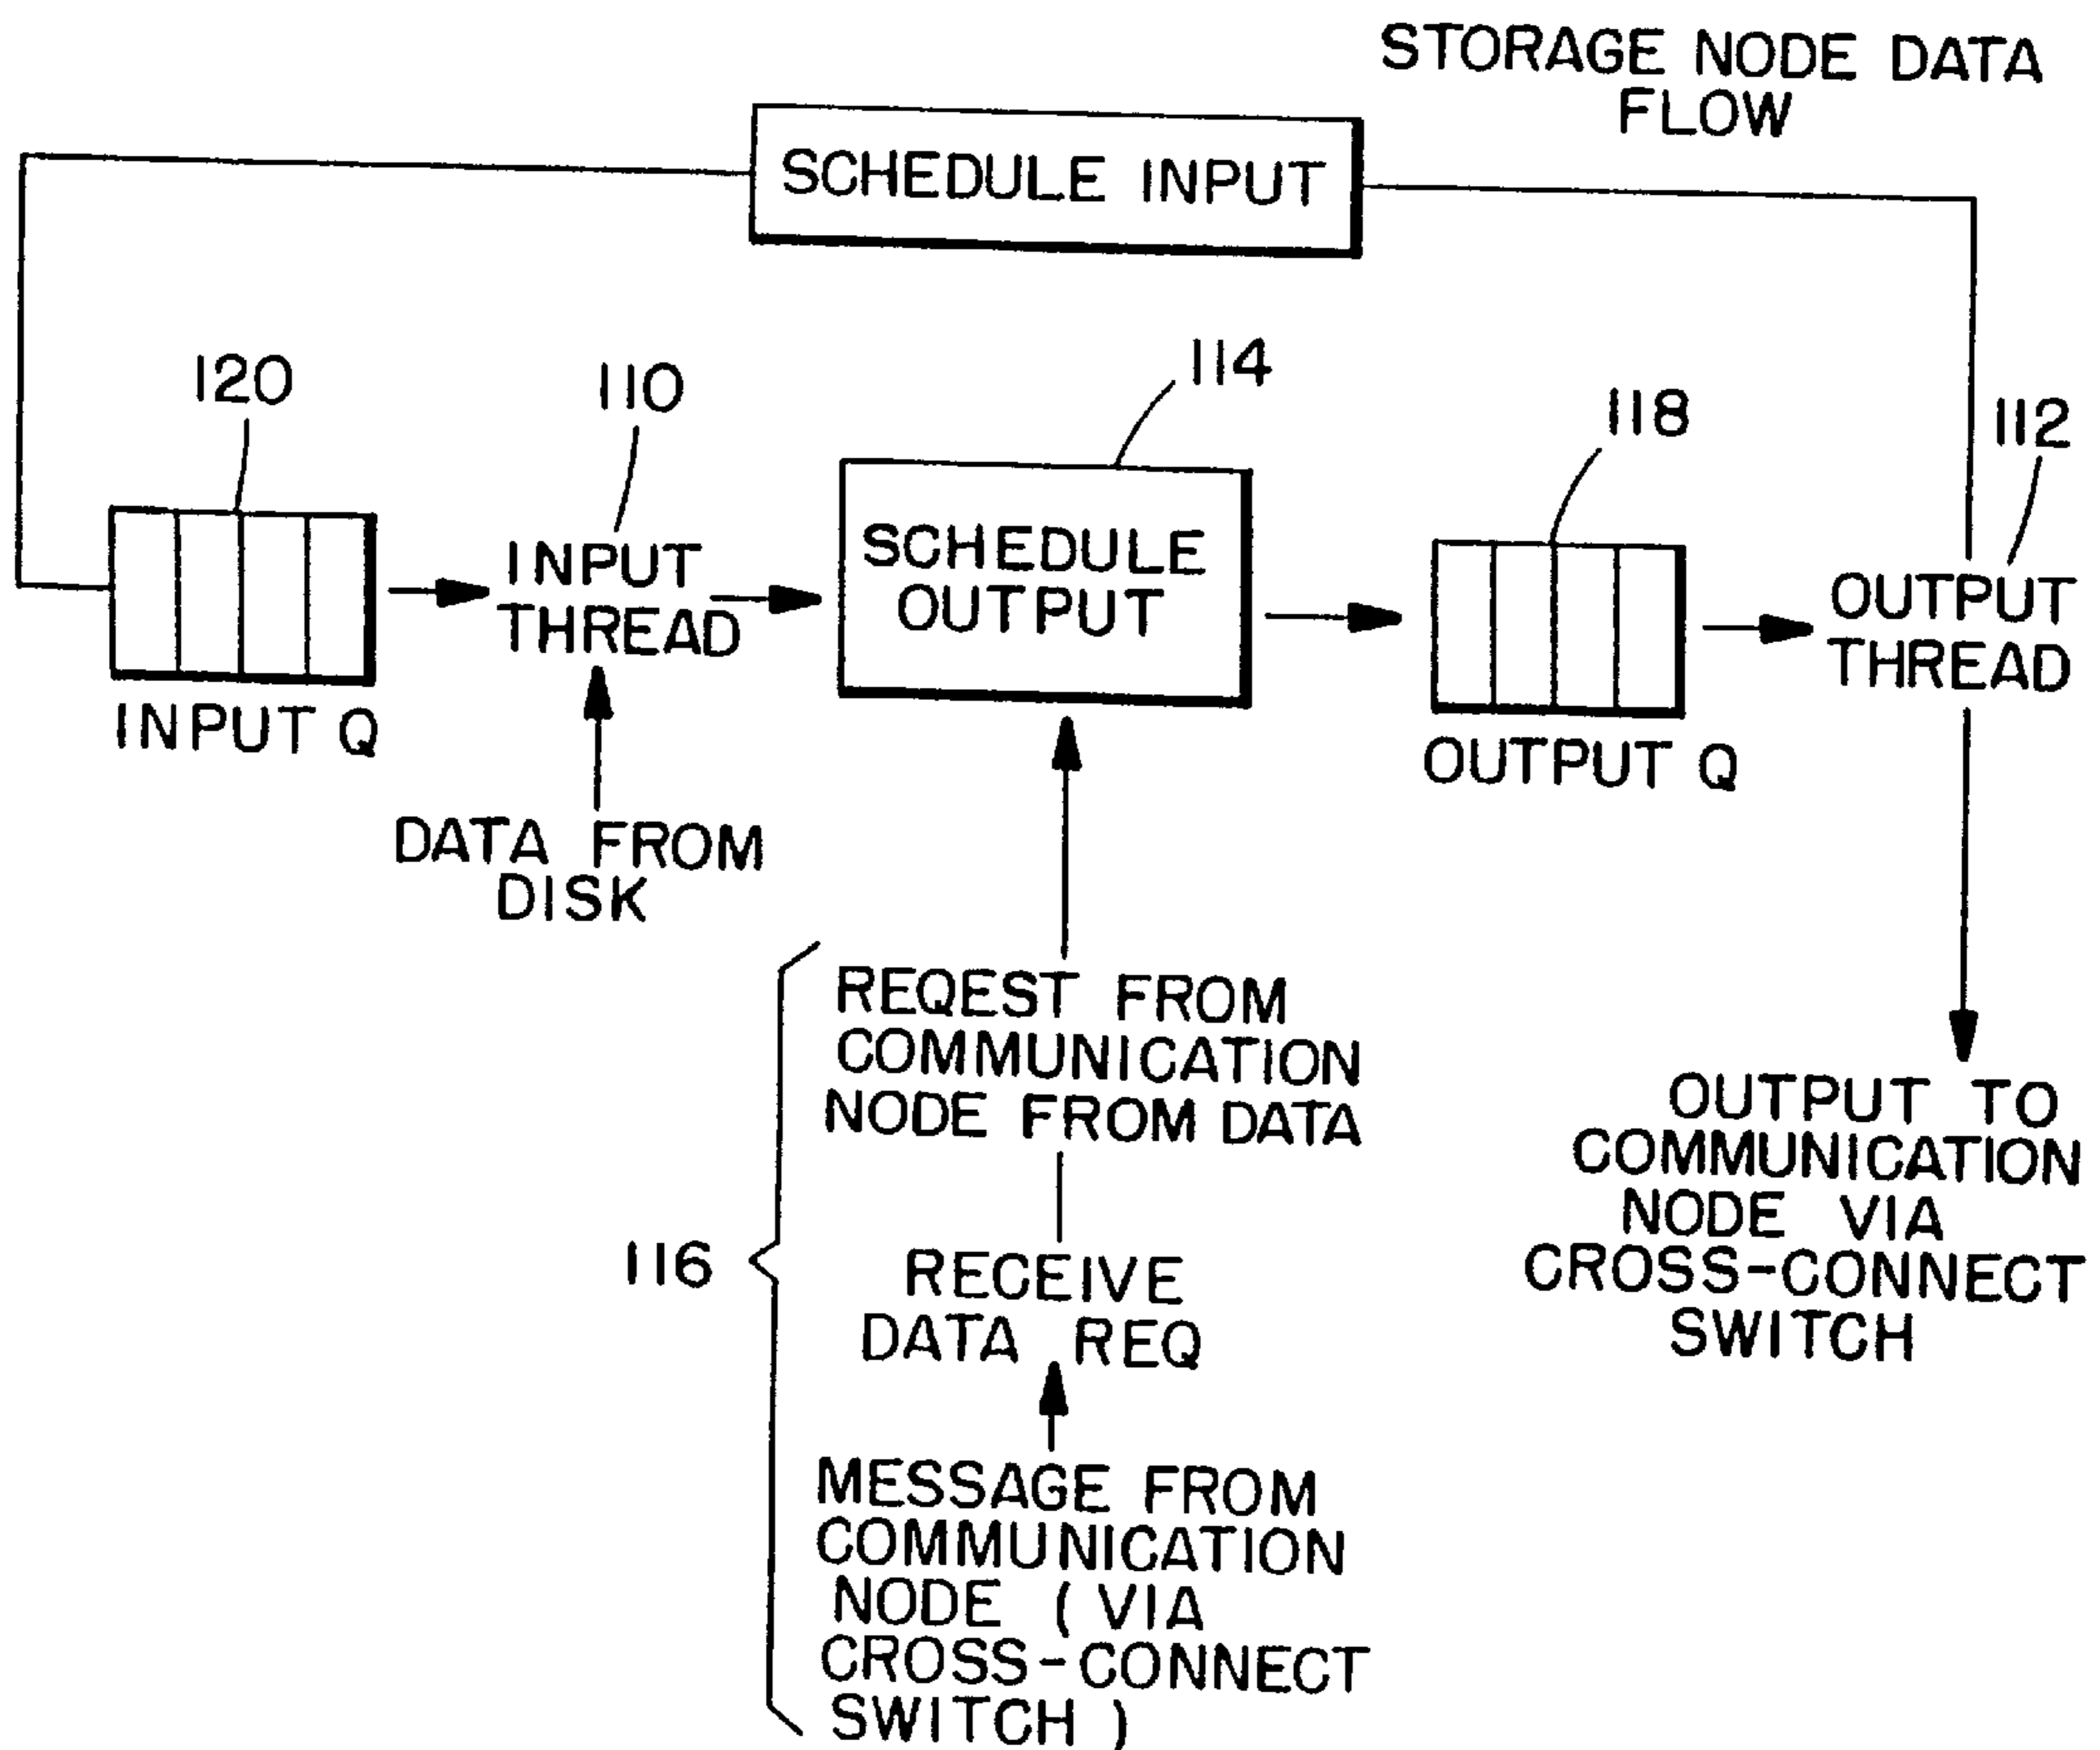 STORAGE NODE DATA
FLOW
SCHEDULE INPUT
120
110
114
118
112
INPUT
THREAD
SCHEDULE
OUTPUT
OUTPUT
THREAD
INPUT Q
OUTPUT Q
DATA FROM
DISK
REQEST FROM
COMMUNICATION
NODE FROM DATA
116
RECEIVE
DATA REQ
MESSAGE FROM
COMMUNICATION
NODE (VIA
CROSS-CONNECT
SWITCH)
OUTPUT TO
COMMUNICATION
NODE VIA
CROSS-CONNECT
SWITCH